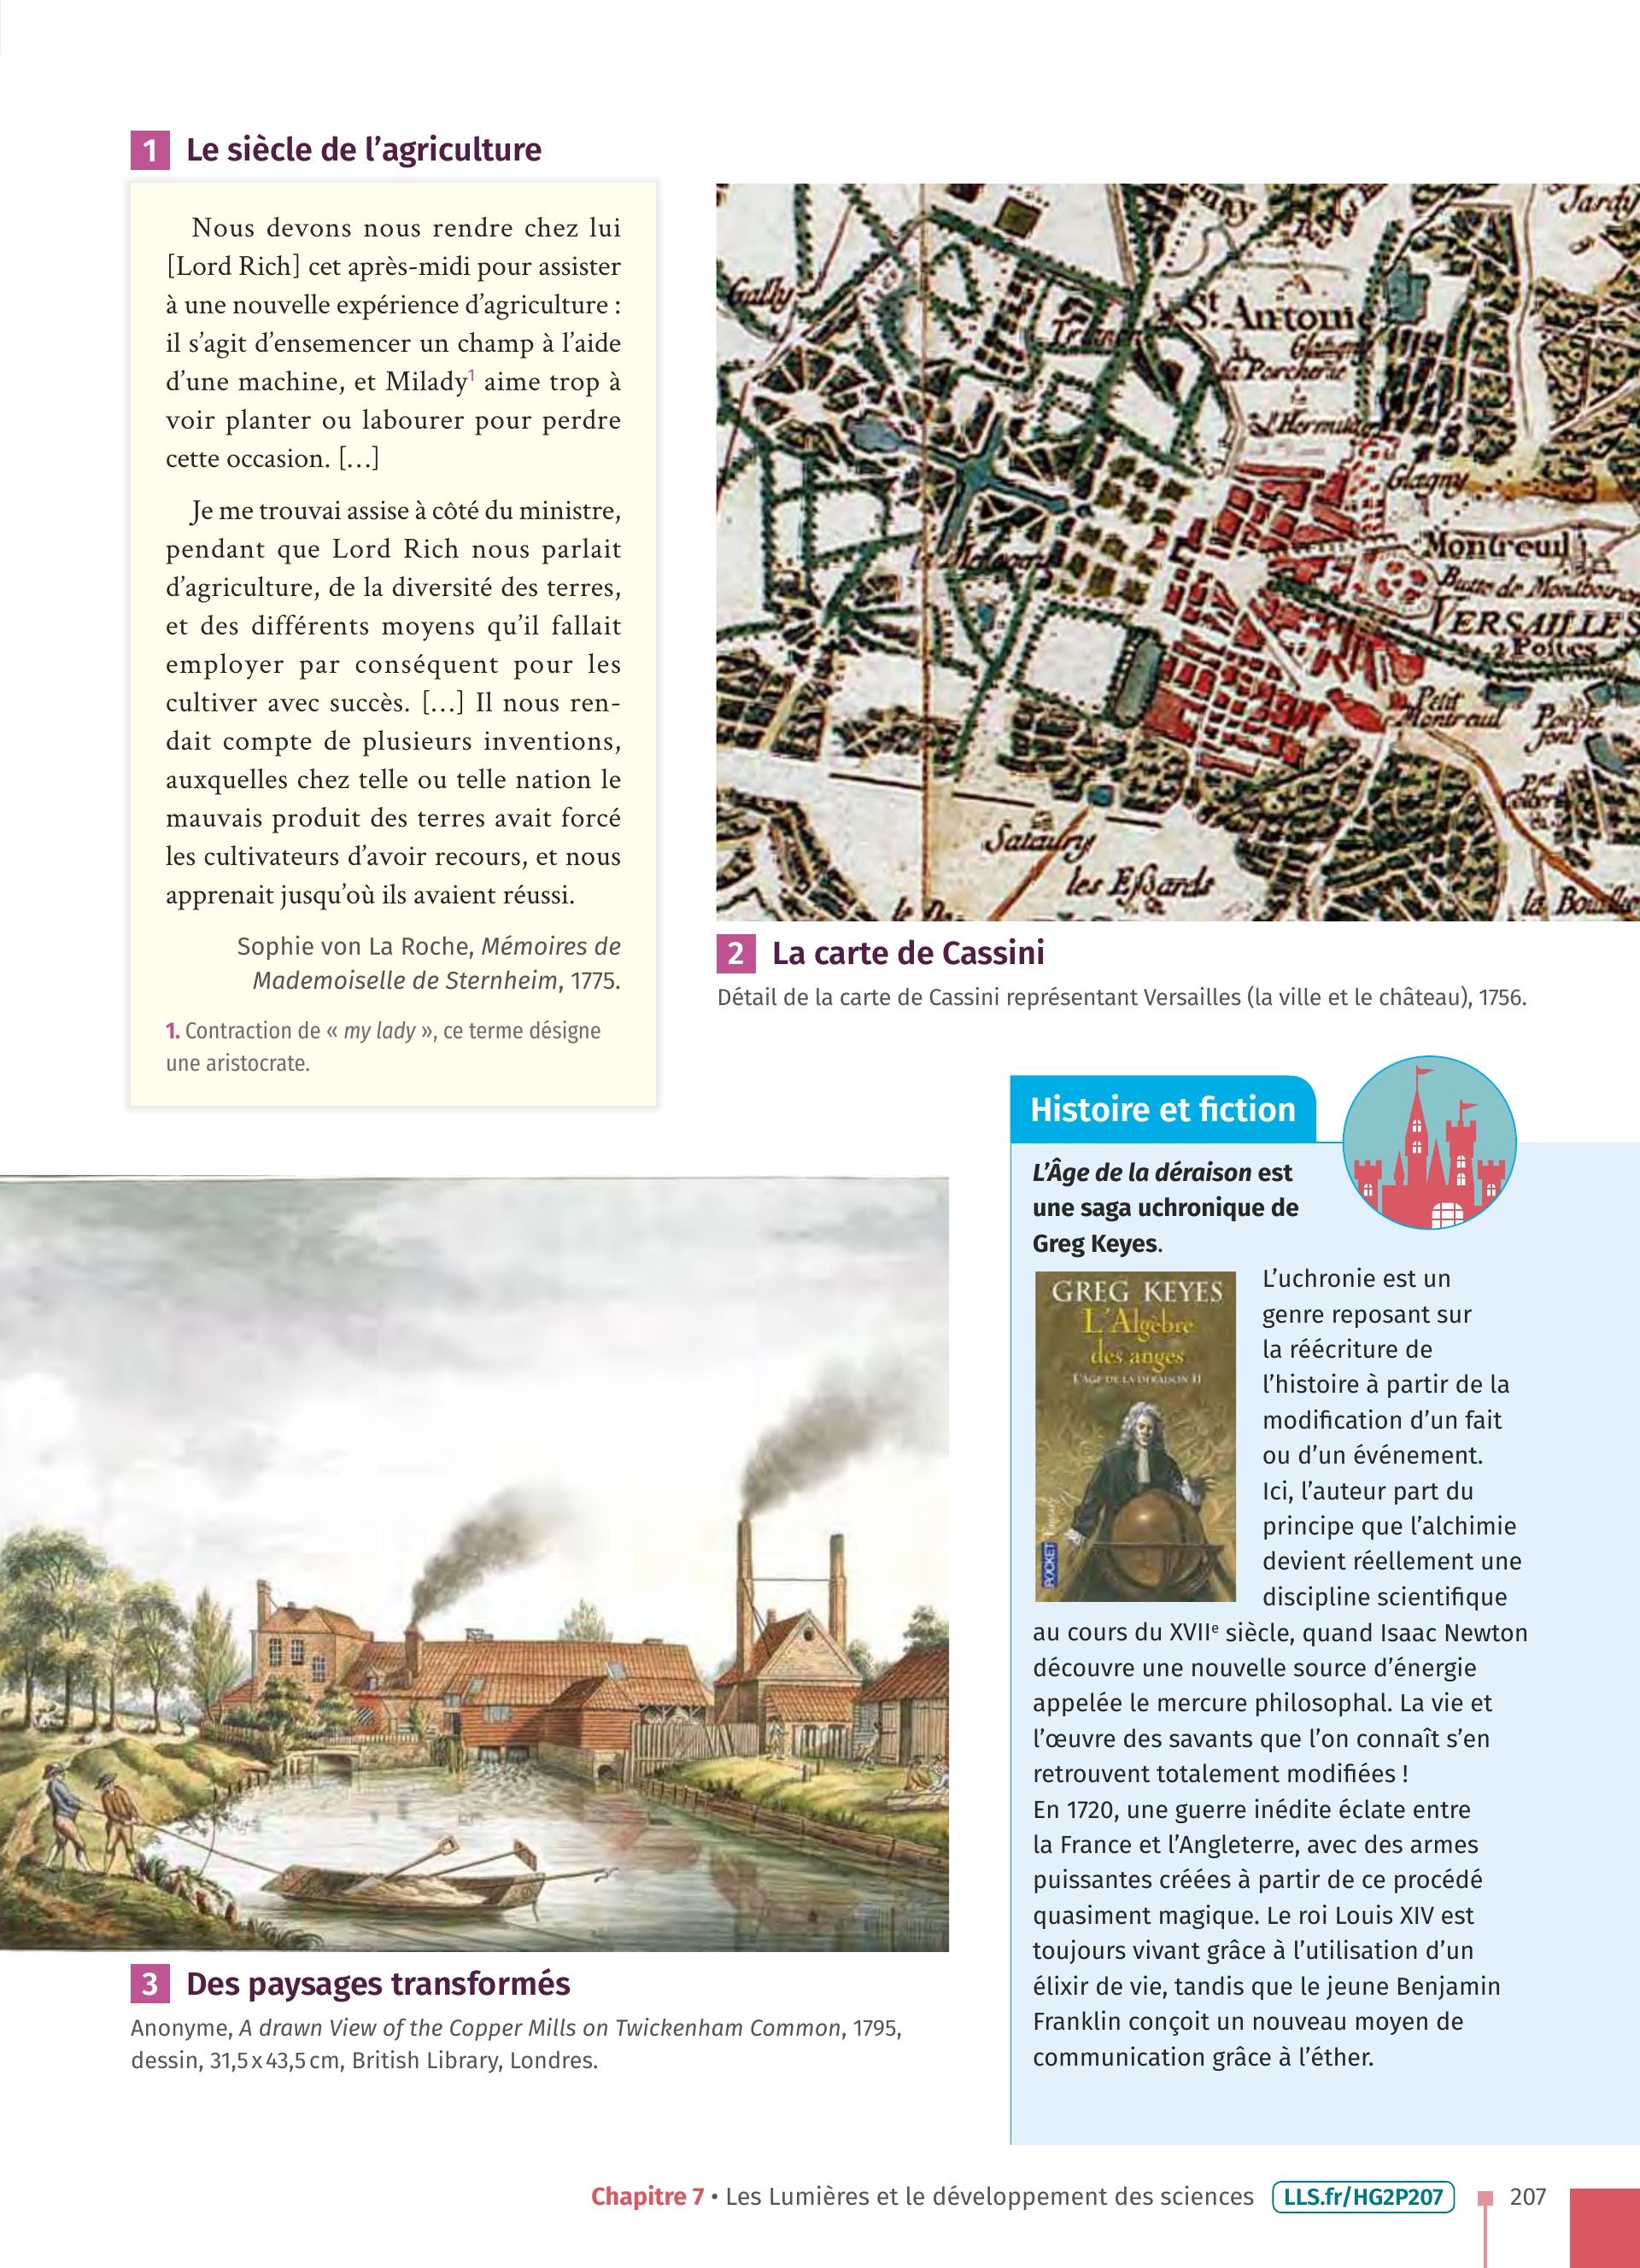 1 Le siècle de l’agriculture
Nous devons nous rendre chez lui
[Lord Rich] cet après-midi pour assister
à une nouvelle expérience d’agriculture :
il s’agit d’ensemencer un champ à l’aide
d’une machine, et Milady1 aime trop à
voir planter ou labourer pour perdre
cette occasion. […]
Je me trouvai assise à côté du ministre,
pendant que Lord Rich nous parlait
d’agriculture, de la diversité des terres,
et des différents moyens qu’il fallait
employer par conséquent pour les
cultiver avec succès. […] Il nous ren-
dait compte de plusieurs inventions,
auxquelles chez telle ou telle nation le
mauvais produit des terres avait forcé
les cultivateurs d’avoir recours, et nous
apprenait jusqu’où ils avaient réussi.
Sophie von La Roche, Mémoires de
Mademoiselle de Sternheim, 1775.
1. Contraction de « my lady », ce terme désigne
une aristocrate.
Gally
St. Antoine
la Porcherie
l'Hermitage
Glagny
Montreuil
Butte de Montboron
VERSAILLES
2 Postes
Petit
Montreuil
Porche
font
Sataury
les Essards
2 La carte de Cassini
Détail de la carte de Cassini représentant Versailles (la ville et le château), 1756.
3 Des paysages transformés
Anonyme, A drawn View of the Copper Mills on Twickenham Common, 1795,
dessin, 31,5 x 43,5 cm, British Library, Londres.
Histoire et fiction
L’Âge de la déraison est
une saga uchronique de
Greg Keyes.
GREG KEYES
L’Algèbre
des anges
L’ÂGE DE LA DÉRAISON II
POCKET
L’uchronie est un
genre reposant sur
la réécriture de
l’histoire à partir de la
modification d’un fait
ou d’un événement.
Ici, l’auteur part du
principe que l’alchimie
devient réellement une
discipline scientifique
au cours du XVIIe siècle, quand Isaac Newton
découvre une nouvelle source d’énergie
appelée le mercure philosophal. La vie et
l’œuvre des savants que l’on connaît s’en
retrouvent totalement modifiées !
En 1720, une guerre inédite éclate entre
la France et l’Angleterre, avec des armes
puissantes créées à partir de ce procédé
quasiment magique. Le roi Louis XIV est
toujours vivant grâce à l’utilisation d’un
élixir de vie, tandis que le jeune Benjamin
Franklin conçoit un nouveau moyen de
communication grâce à l’éther.
Chapitre 7 • Les Lumières et le développement des sciences LLS.fr/HG2P207 207